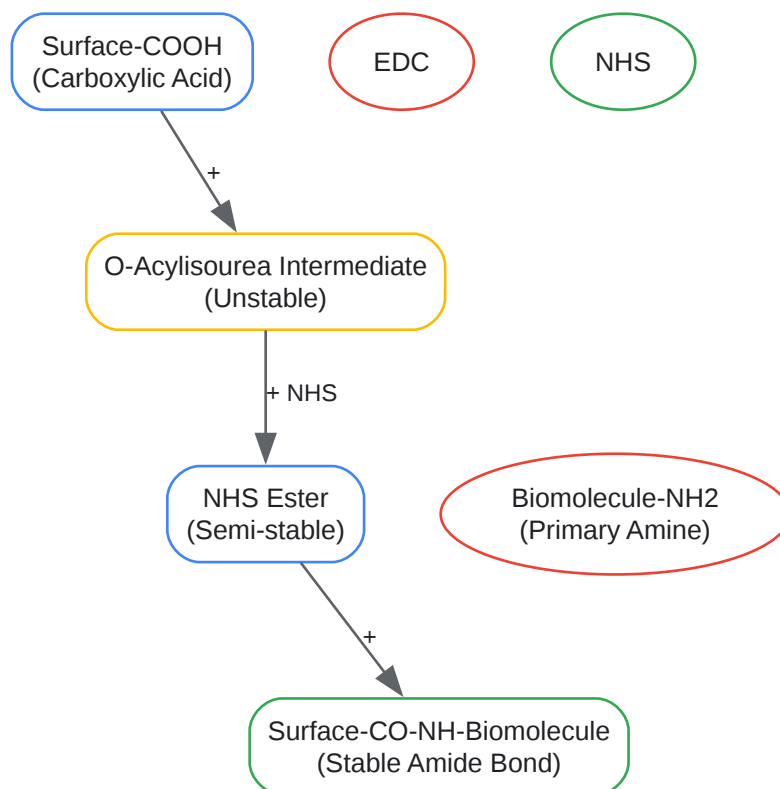 Surface-COOH
(Carboxylic Acid)
EDC
NHS
+
O-Acylisourea Intermediate
(Unstable)
+ NHS
NHS Ester
(Semi-stable)
Biomolecule-NH2
(Primary Amine)
+
Surface-CO-NH-Biomolecule
(Stable Amide Bond)